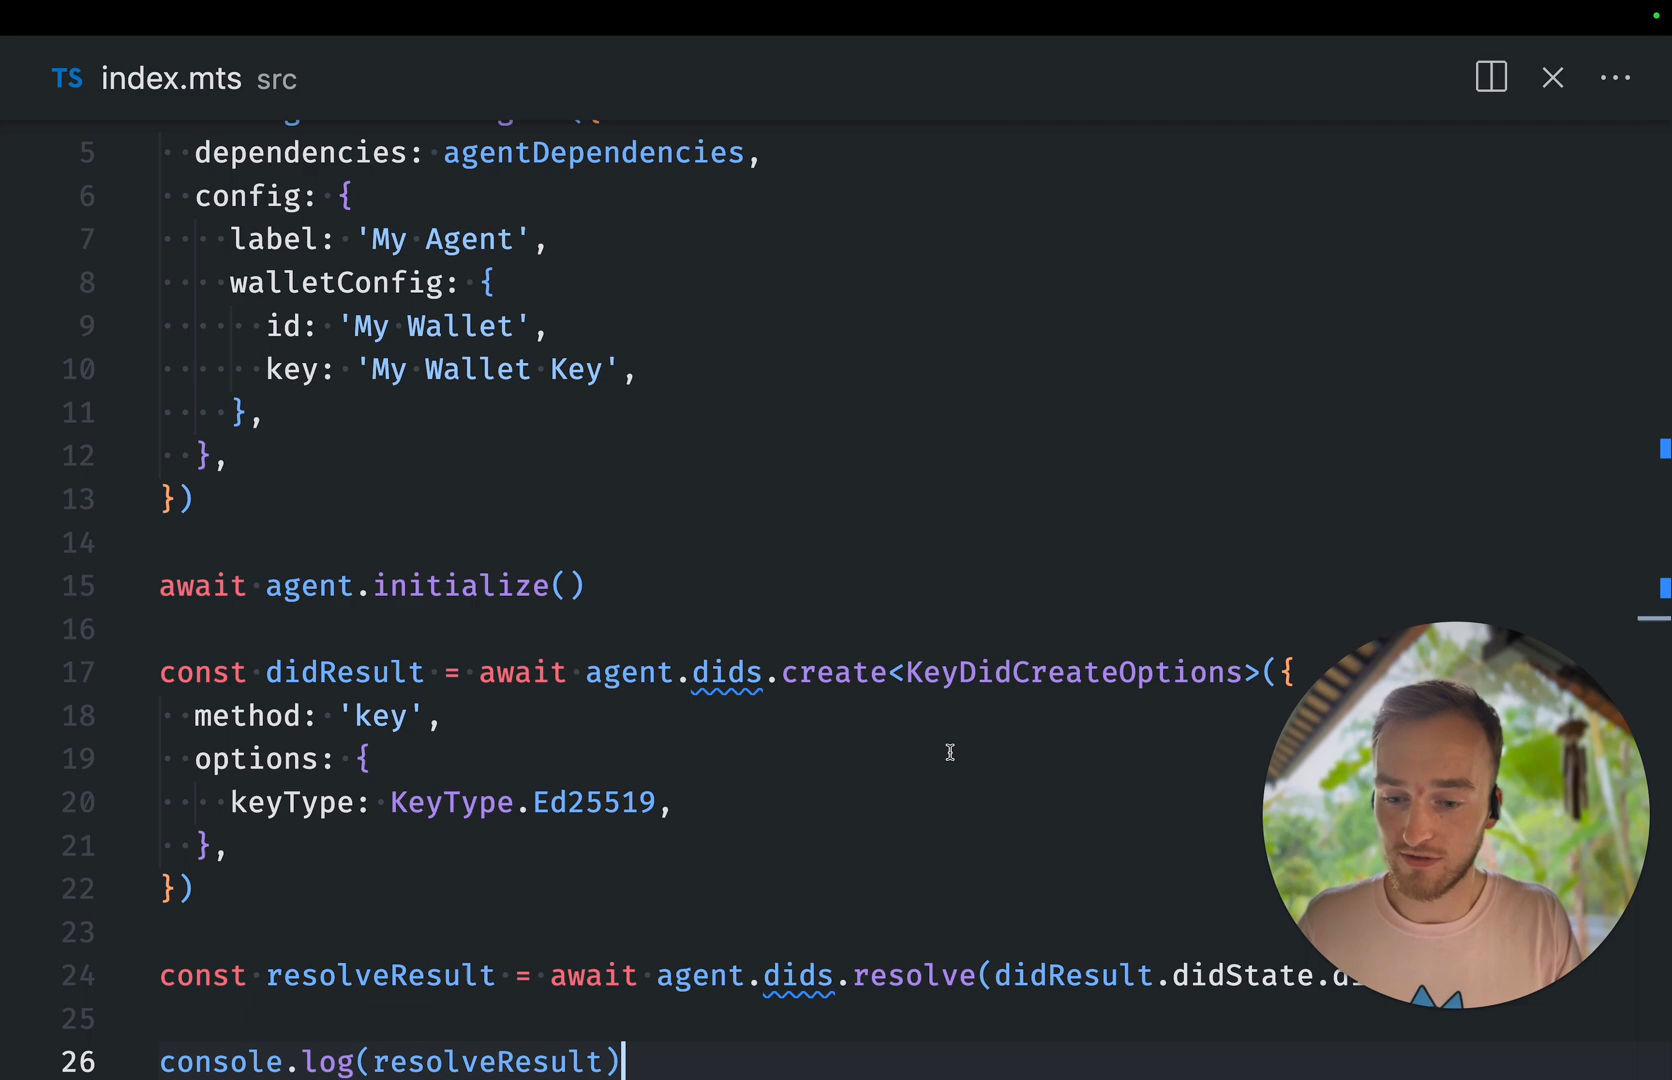 TS index.mts src
5 dependencies: agentDependencies,
6 config: {
7 label: 'My Agent',
8 walletConfig: {
9 id: 'My Wallet',
10 key: 'My Wallet Key',
11 },
12 },
13 })
14
15 await agent.initialize()
16
17 const didResult = await agent.dids.create<KeyDidCreateOptions>({
18 method: 'key',
19 options: {
20 keyType: KeyType.Ed25519,
21 },
22 })
23
24 const resolveResult = await agent.dids.resolve(didResult.didState.
25
26 console.log(resolveResult)